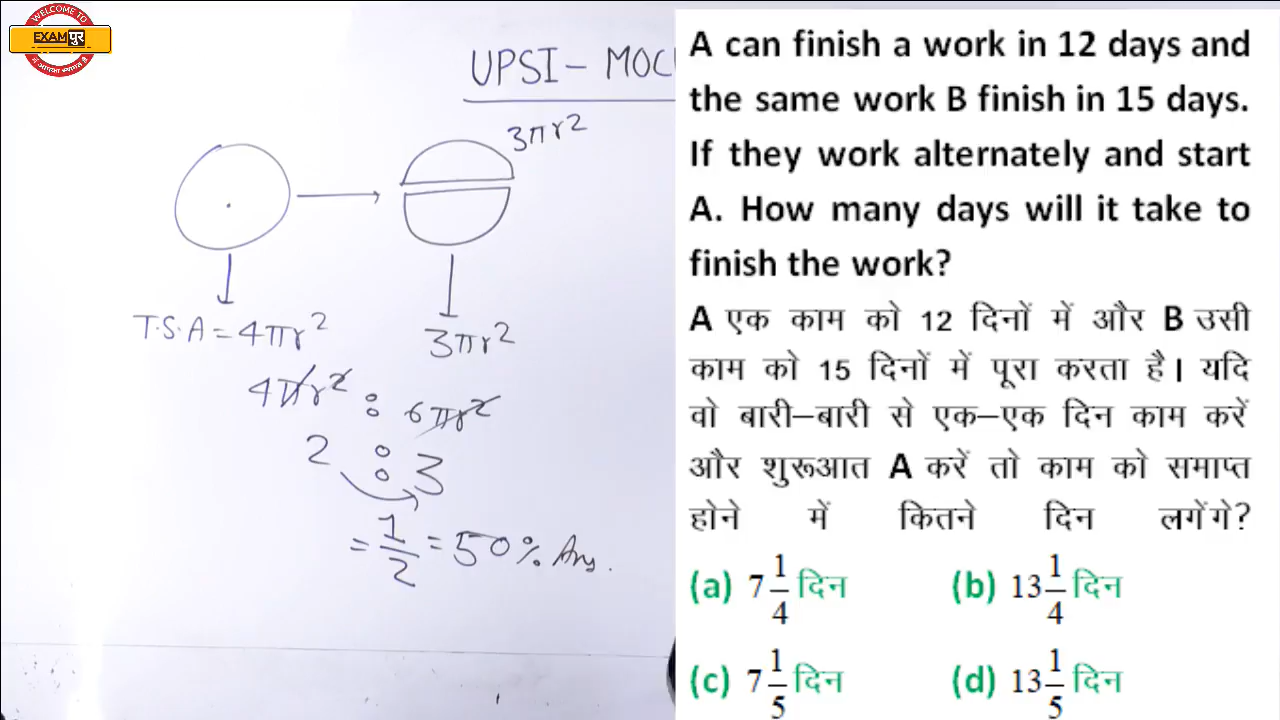 WELCOME TO
EXAMपुर
UPSI- MOC
3πr2
T.S.A = 4πr2
3πr2
4πr2 : 6πr2
2 : 3
= 1/2 = 50% Ans.
A can finish a work in 12 days and
the same work B finish in 15 days.
If they work alternately and start
A. How many days will it take to
finish the work?
A एक काम को 12 दिनों में और B उसी
काम को 15 दिनों में पूरा करता है। यदि
वो बारी–बारी से एक–एक दिन काम करें
और शुरूआत A करें तो काम को समाप्त
होने में कितने दिन लगेंगे?
(a) 7 1/4 दिन (b) 13 1/4 दिन
(c) 7 1/5 दिन (d) 13 1/5 दिन